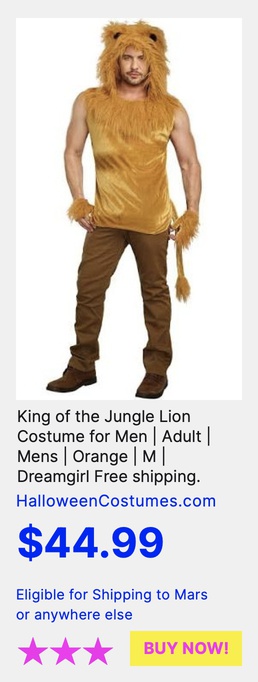 King of the Jungle Lion
Costume for Men | Adult |
Mens | Orange | M |
Dreamgirl Free shipping.
HalloweenCostumes.com
$44.99
Eligible for Shipping to Mars
or anywhere else
BUY NOW!